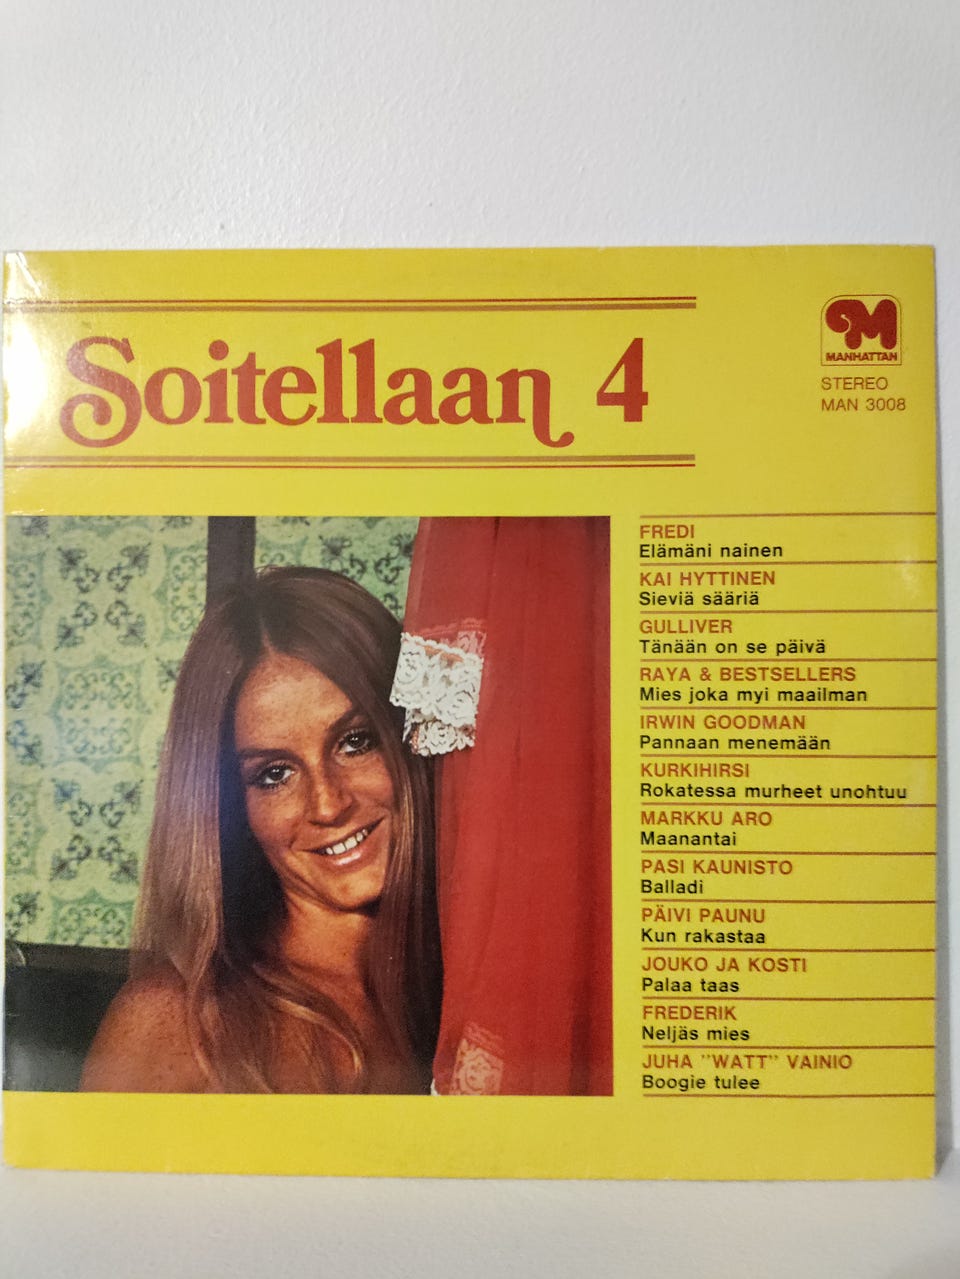 Soitellaan 4
M
MANHATTAN
STEREO
MAN 3008
FREDI
Elämäni nainen
KAI HYTTINEN
Sieviä sääriä
GULLIVER
Tänään on se päivä
RAYA & BESTSELLERS
Mies joka myi maailman
IRWIN GOODMAN
Pannaan menemään
KURKIHIRSI
Rokatessa murheet unohtuu
MARKKU ARO
Maanantai
PASI KAUNISTO
Balladi
PÄIVI PAUNU
Kun rakastaa
JOUKO JA KOSTI
Palaa taas
FREDERIK
Neljäs mies
JUHA "WATT" VAINIO
Boogie tulee